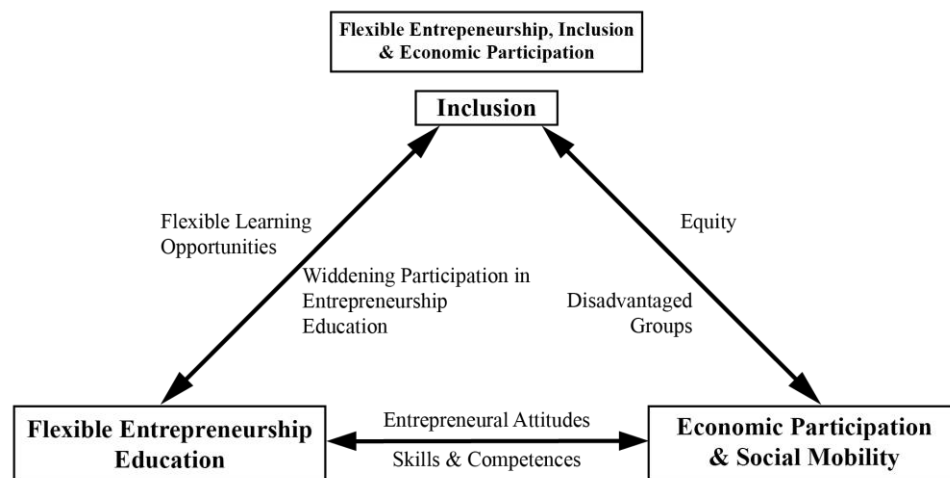 Flexible Entrepeneurship, Inclusion
& Economic Participation
Inclusion
Flexible Learning
Opportunities
Equity
Widdening Participation in
Entrepreneurship
Education
Disadvantaged
Groups
Flexible Entrepreneurship
Education
Entrepreneural Attitudes
Skills & Competences
Economic Participation
& Social Mobility